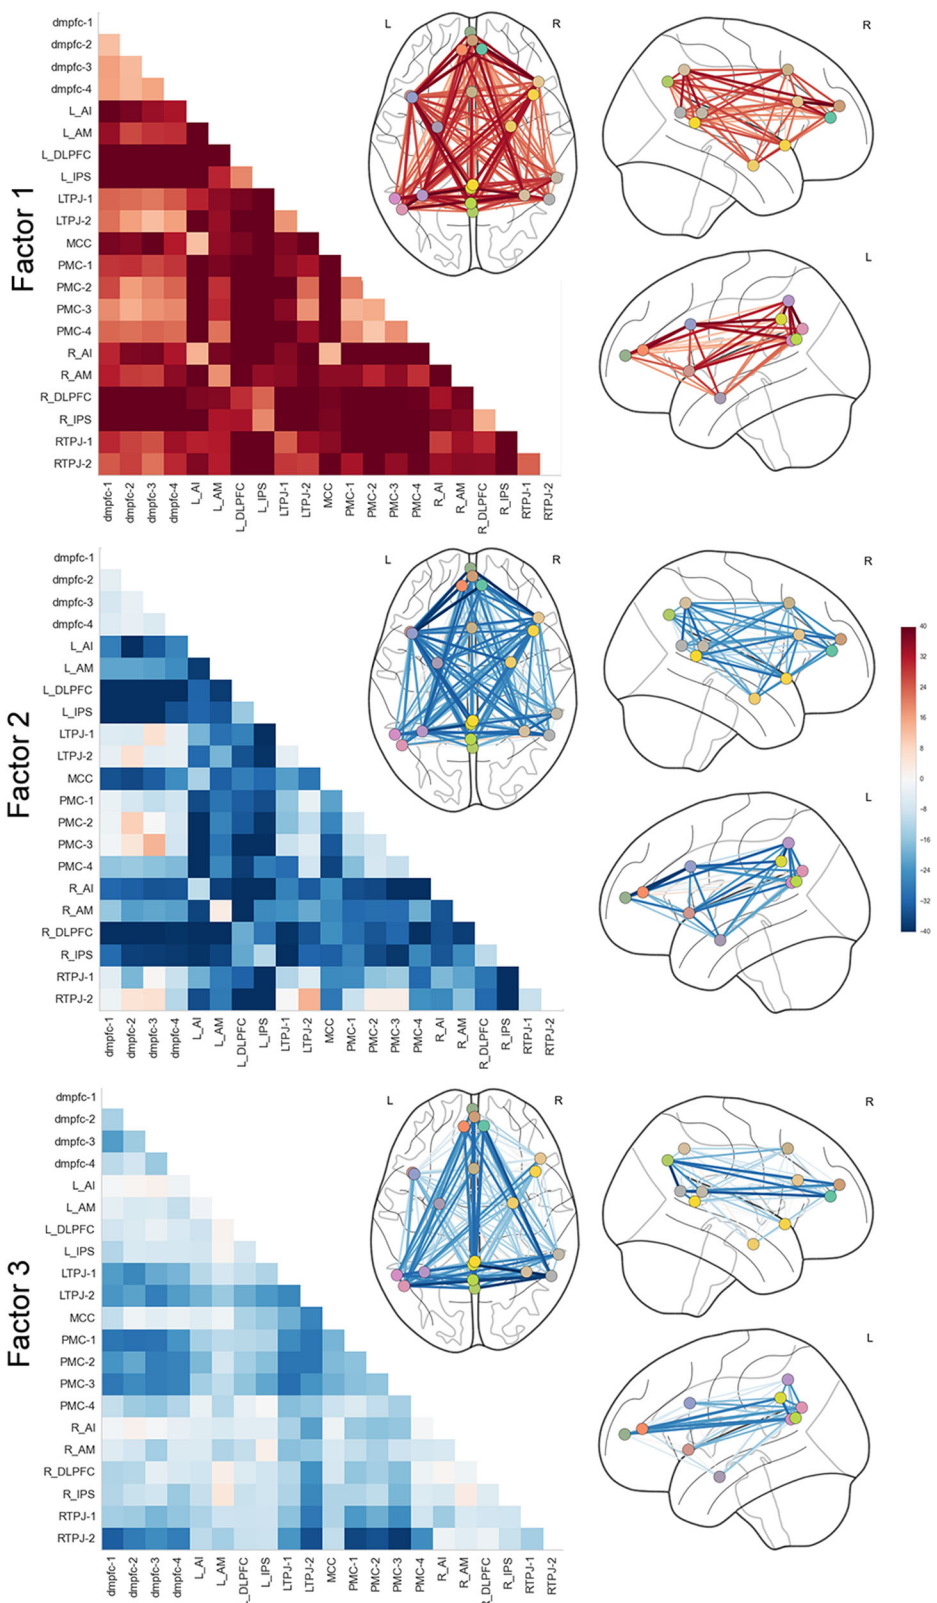 Factor 1
dmpfc-1
dmpfc-2
dmpfc-3
dmpfc-4
L_AI
L_AM
L_DLPFC
L_IPS
LTPJ-1
LTPJ-2
MCC
PMC-1
PMC-2
PMC-3
PMC-4
R_AI
R_AM
R_DLPFC
R_IPS
RTPJ-1
RTPJ-2
dmpfc-1 dmpfc-2 dmpfc-3 dmpfc-4 L_AI L_AM L_DLPFC L_IPS LTPJ-1 LTPJ-2 MCC PMC-1 PMC-2 PMC-3 PMC-4 R_AI R_AM R_DLPFC R_IPS RTPJ-1 RTPJ-2
L R
R
L
Factor 2
dmpfc-1
dmpfc-2
dmpfc-3
dmpfc-4
L_AI
L_AM
L_DLPFC
L_IPS
LTPJ-1
LTPJ-2
MCC
PMC-1
PMC-2
PMC-3
PMC-4
R_AI
R_AM
R_DLPFC
R_IPS
RTPJ-1
RTPJ-2
dmpfc-1 dmpfc-2 dmpfc-3 dmpfc-4 L_AI L_AM L_DLPFC L_IPS LTPJ-1 LTPJ-2 MCC PMC-1 PMC-2 PMC-3 PMC-4 R_AI R_AM R_DLPFC R_IPS RTPJ-1 RTPJ-2
L R
R
L
40
32
24
16
8
0
-8
-16
-24
-32
-40
Factor 3
dmpfc-1
dmpfc-2
dmpfc-3
dmpfc-4
L_AI
L_AM
L_DLPFC
L_IPS
LTPJ-1
LTPJ-2
MCC
PMC-1
PMC-2
PMC-3
PMC-4
R_AI
R_AM
R_DLPFC
R_IPS
RTPJ-1
RTPJ-2
dmpfc-1 dmpfc-2 dmpfc-3 dmpfc-4 L_AI L_AM L_DLPFC L_IPS LTPJ-1 LTPJ-2 MCC PMC-1 PMC-2 PMC-3 PMC-4 R_AI R_AM R_DLPFC R_IPS RTPJ-1 RTPJ-2
L R
R
L